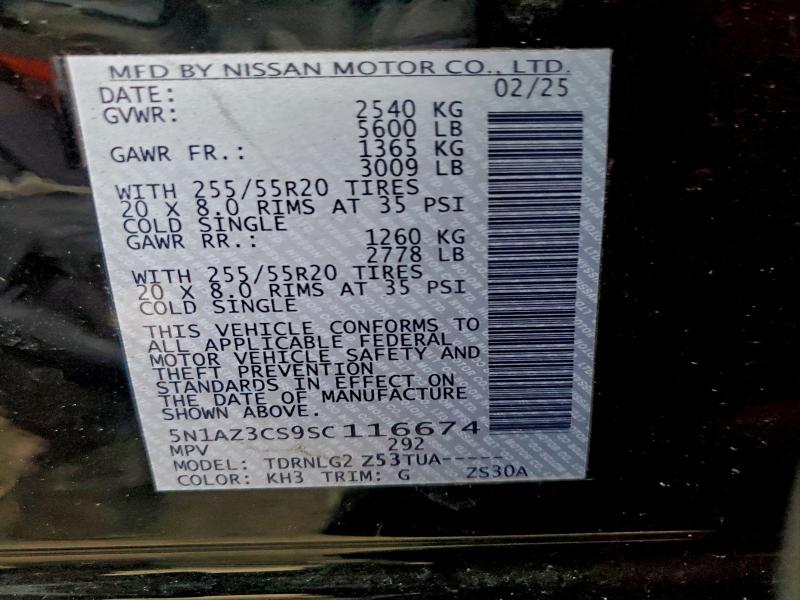 MFD BY NISSAN MOTOR CO., LTD.
DATE: 02/25
GVWR: 2540 KG
5600 LB
GAWR FR.: 1365 KG
3009 LB
WITH 255/55R20 TIRES
20 X 8.0 RIMS AT 35 PSI
COLD SINGLE
GAWR RR.: 1260 KG
2778 LB
WITH 255/55R20 TIRES
20 X 8.0 RIMS AT 35 PSI
COLD SINGLE
THIS VEHICLE CONFORMS TO
ALL APPLICABLE FEDERAL
MOTOR VEHICLE SAFETY AND
THEFT PREVENTION
STANDARDS IN EFFECT ON
THE DATE OF MANUFACTURE
SHOWN ABOVE.
5N1AZ3CS9SC116674
MPV 292
MODEL: TDRNLG2 Z53TUA-----
COLOR: KH3 TRIM: G ZS30A